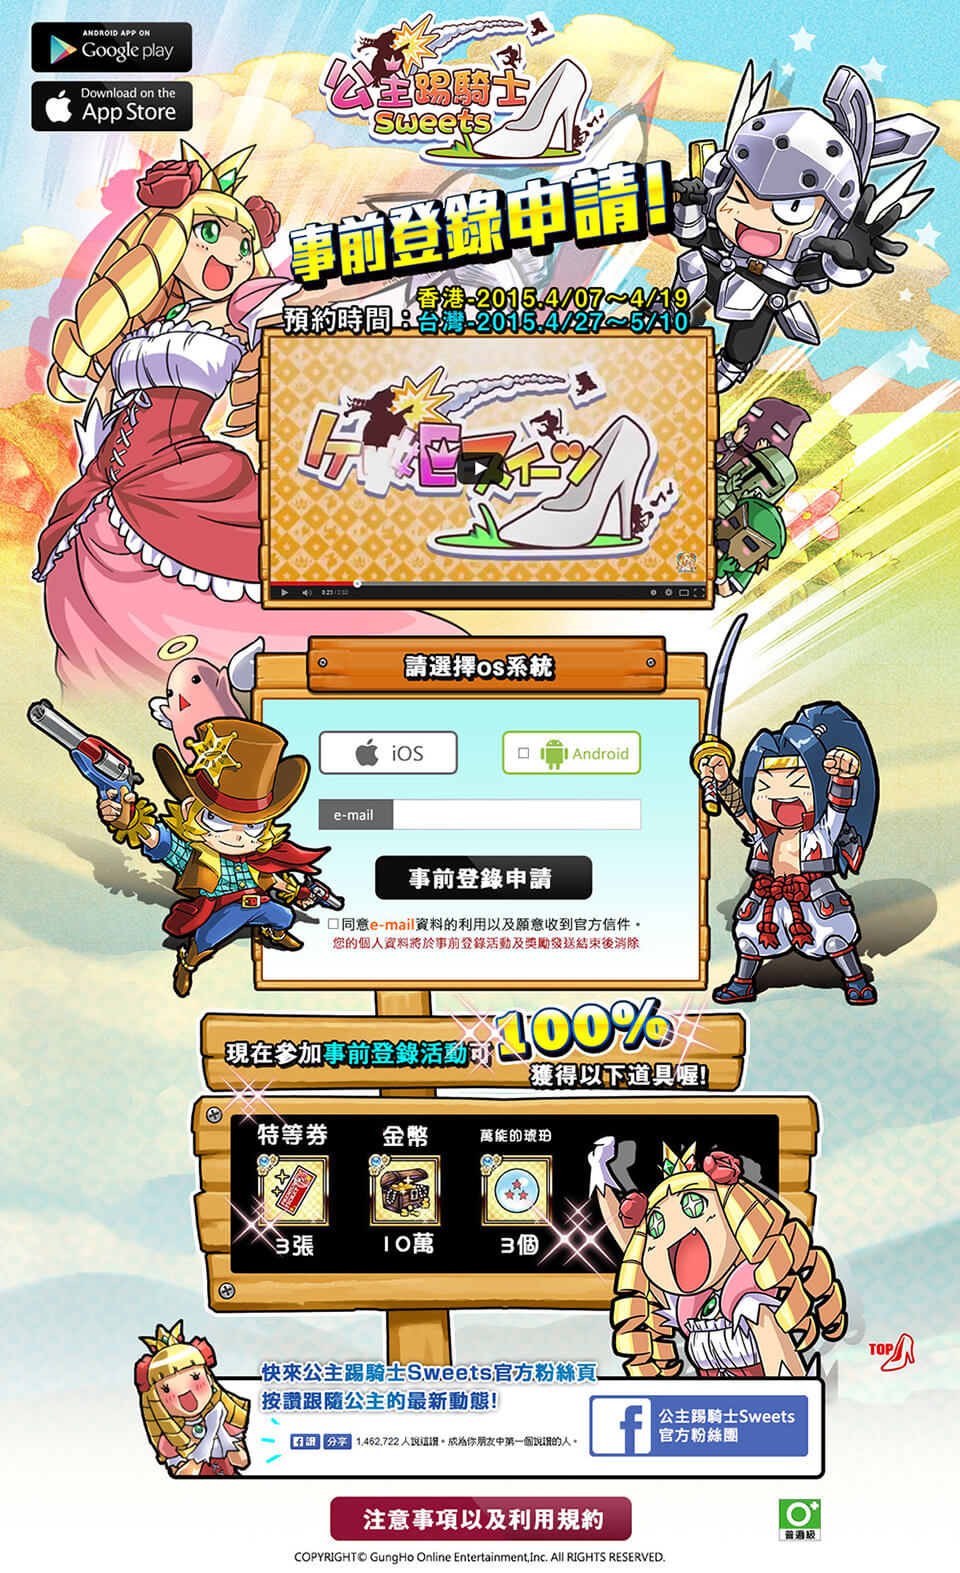 ANDROID APP ON
Google play
Download on the
App Store
公主踢騎士
Sweets
事前登錄申請!
預約時間：
香港-2015.4/07～4/19
台灣-2015.4/27～5/10
ケリ姫スイーツ
0:23 / 2:02
請選擇os系統
iOS
Android
e-mail
事前登錄申請
同意e-mail資料的利用以及願意收到官方信件。
您的個人資料將於事前登錄活動及獎勵發送結束後消除
現在參加事前登錄活動可100%
獲得以下道具喔!
特等券 金幣 萬能的琥珀
3張 10萬 3個
TOP
快來公主踢騎士Sweets官方粉絲頁
按讚跟隨公主的最新動態!
讚 分享 1,462,722 人說這讚。成為你朋友中第一個說讚的人。
公主踢騎士Sweets
官方粉絲團
注意事項以及利用規約
0+
普遍級
COPYRIGHT© GungHo Online Entertainment,Inc. All RIGHTS RESERVED.